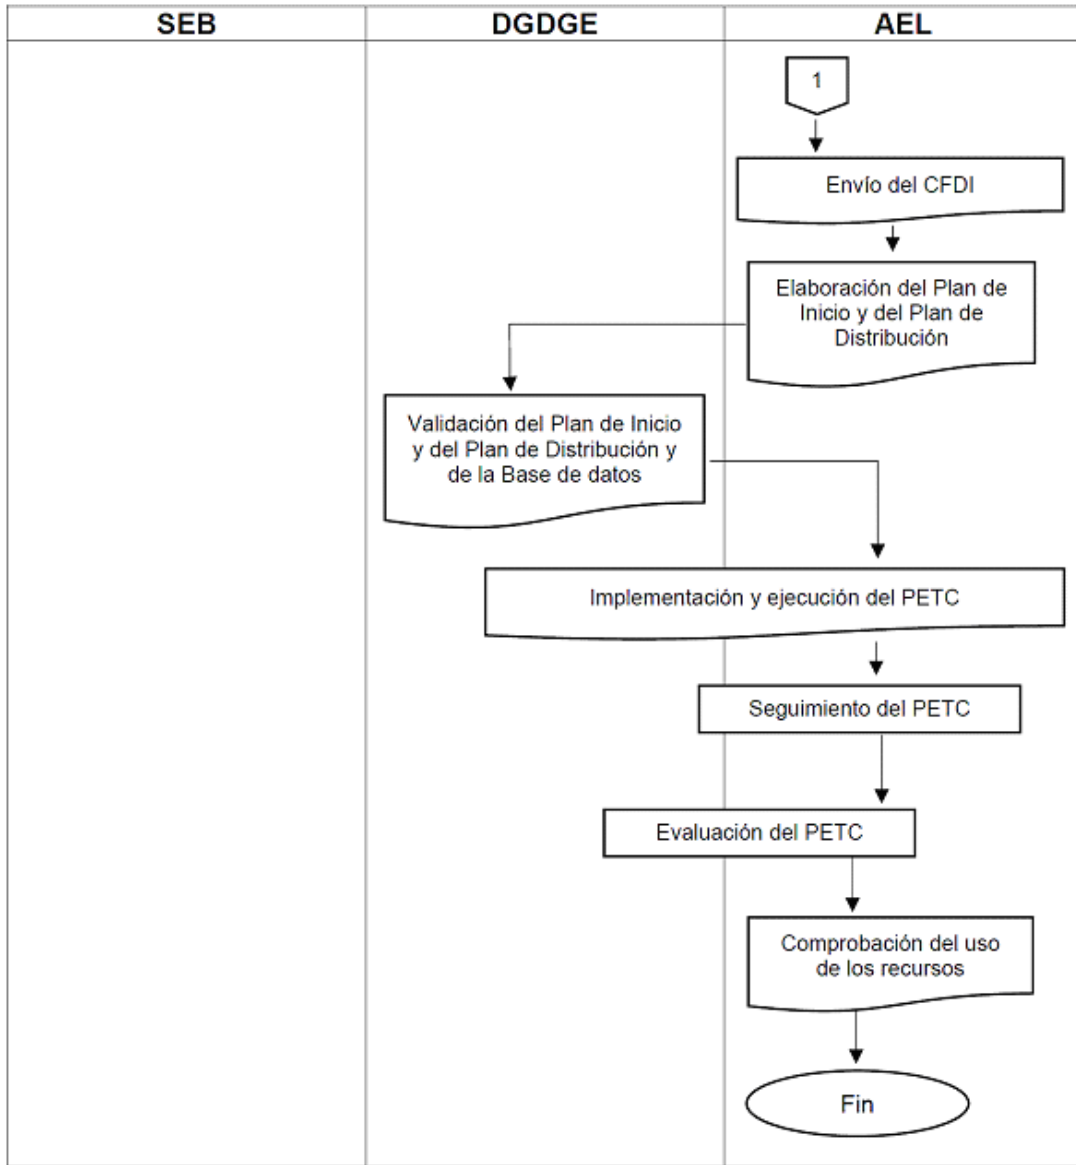 SEB
DGDGE
AEL
1
Envío del CFDI
Elaboración del Plan de
Inicio y del Plan de
Distribución
Validación del Plan de Inicio
y del Plan de Distribución y
de la Base de datos
Implementación y ejecución del PETC
Seguimiento del PETC
Evaluación del PETC
Comprobación del uso
de los recursos
Fin